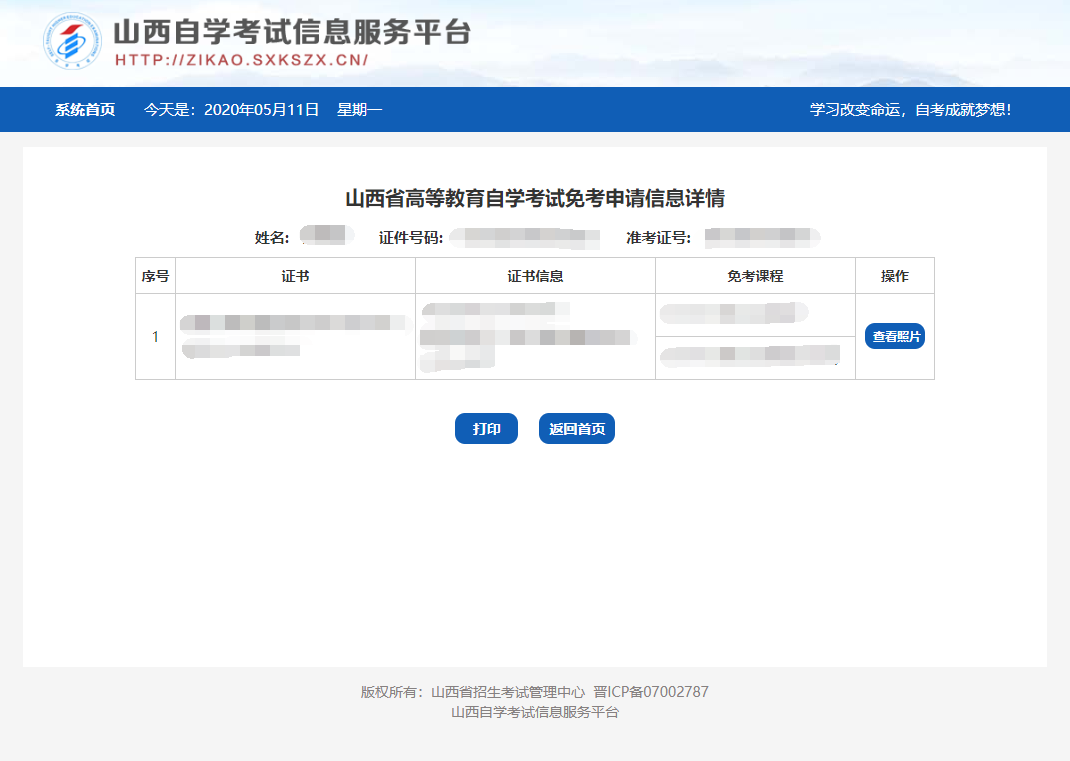 山西自学考试信息服务平台
HTTP://ZIKAO.SXKSZX.CN/
系统首页 今天是：2020年05月11日 星期一 学习改变命运，自考成就梦想！
山西省高等教育自学考试免考申请信息详情
姓名： 证件号码： 准考证号：
序号 证书 证书信息 免考课程 操作
1 查看照片
打印 返回首页
版权所有：山西省招生考试管理中心 晋ICP备07002787
山西自学考试信息服务平台